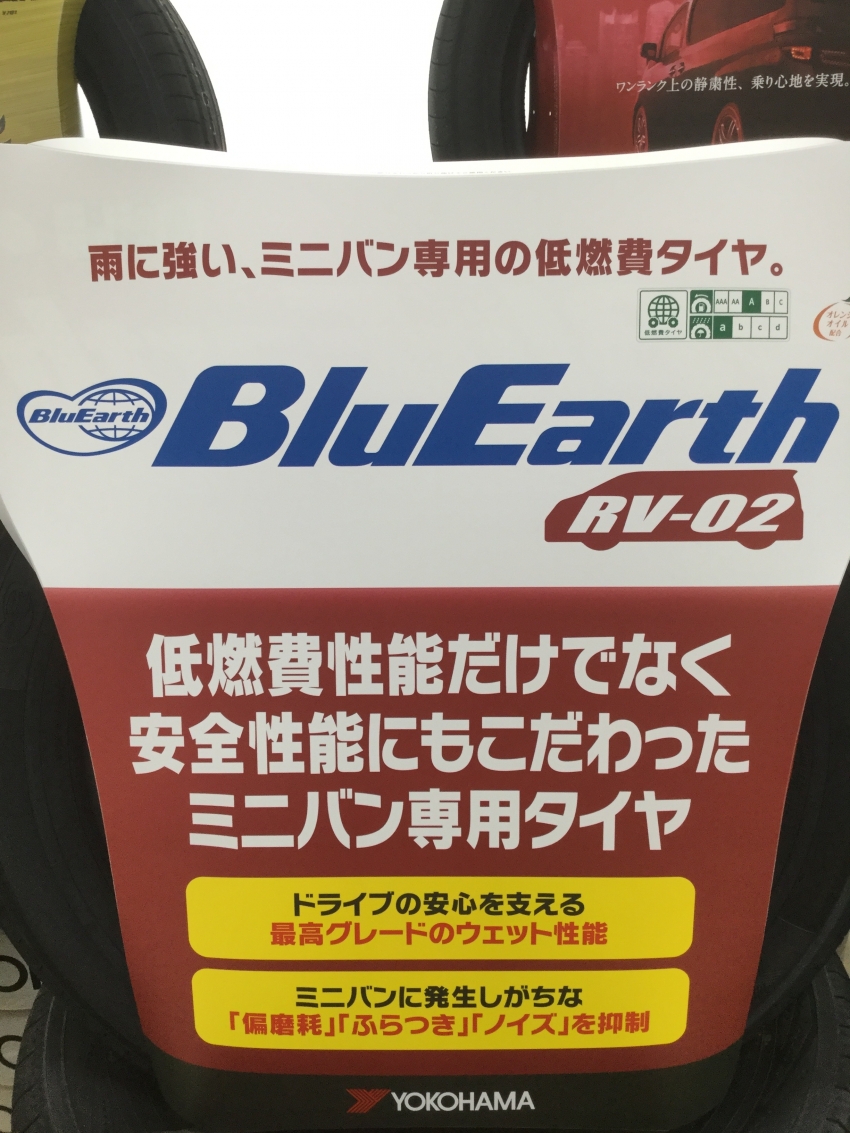 ワンランク上の静粛性、乗り心地を実現。
雨に強い、ミニバン専用の低燃費タイヤ。
低燃費タイヤ
AAA AA A B C
a b c d
オイル
配合
BluEarth
BluEarth
RV-02
低燃費性能だけでなく
安全性能にもこだわった
ミニバン専用タイヤ
ドライブの安心を支える
最高グレードのウェット性能
ミニバンに発生しがちな
「偏磨耗」「ふらつき」「ノイズ」を抑制
YOKOHAMA